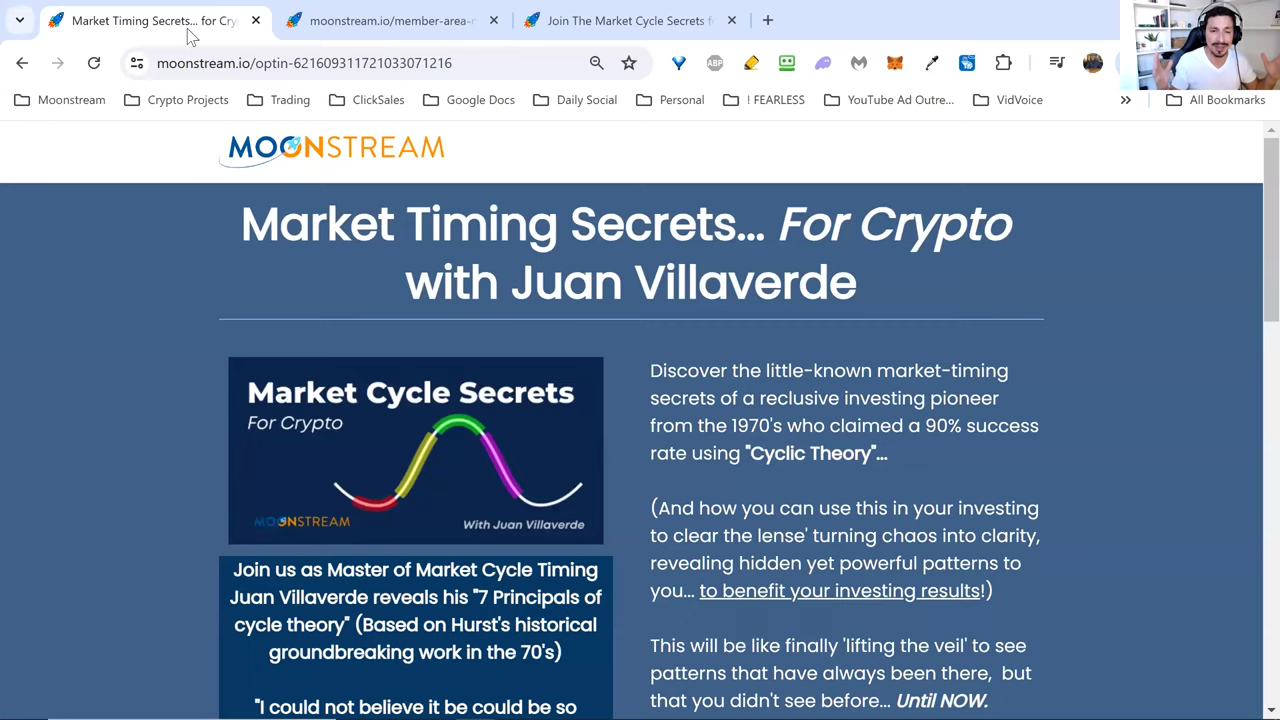 Market Timing Secrets... for Cry
moonstream.io/member-area-
Join The Market Cycle Secrets f
moonstream.io/optin-62160931172103307121б
ABP
Moonstream
Crypto Projects
Trading
ClickSales
Google Docs
Daily Social
Personal
! FEARLESS
YouTube Ad Outre...
VidVoice
All Bookmarks
MOONSTREAM
Market Timing Secrets... For Crypto
with Juan Villaverde
Market Cycle Secrets
For Crypto
MOONSTREAM
With Juan Villaverde
Join us as Master of Market Cycle Timing
Juan Villaverde reveals his "7 Principals of
cycle theory" (Based on Hurst's historical
groundbreaking work in the 70's)
"I could not believe it be could be so
Discover the little-known market-timing
secrets of a reclusive investing pioneer
from the 1970's who claimed a 90% success
rate using "Cyclic Theory"...
(And how you can use this in your investing
to clear the lense' turning chaos into clarity,
revealing hidden yet powerful patterns to
you... to benefit your investing results!)
This will be like finally 'lifting the veil' to see
patterns that have always been there, but
that you didn't see before... Until NOW.